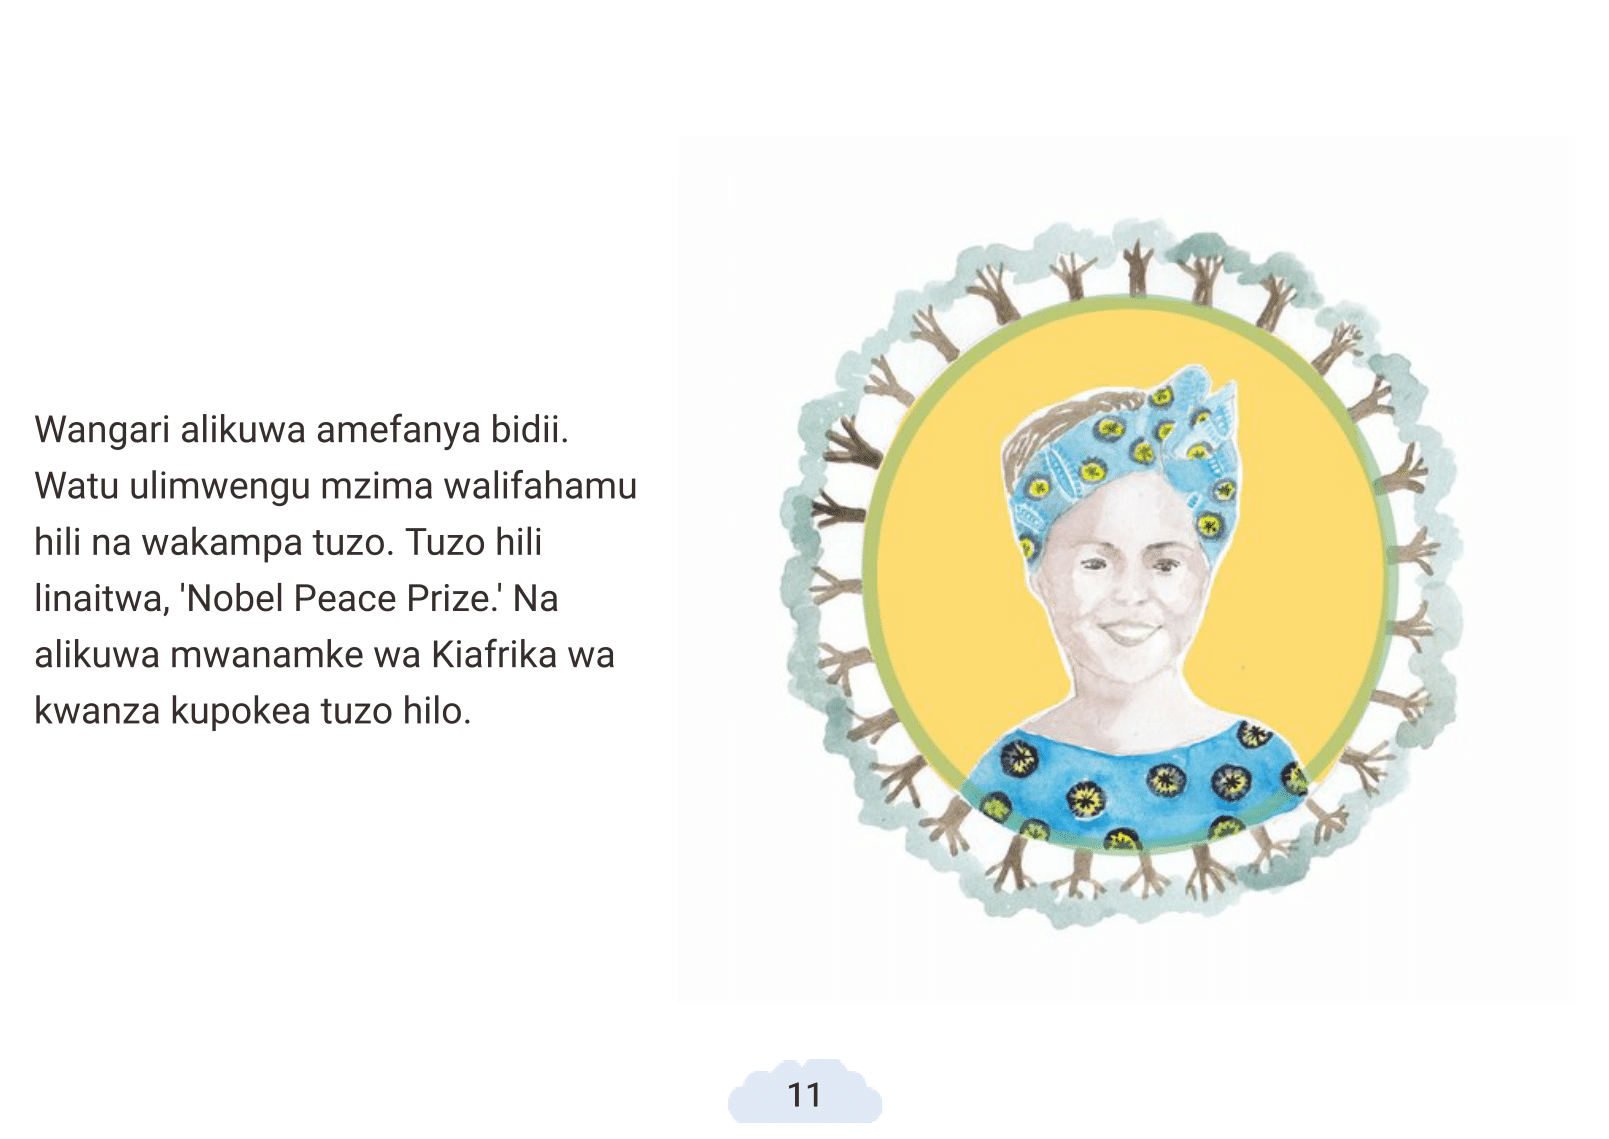 Wangari alikuwa amefanya bidii.
Watu ulimwengu mzima walifahamu
hili na wakampa tuzo. Tuzo hili
linaitwa, 'Nobel Peace Prize.' Na
alikuwa mwanamke wa Kiafrika wa
kwanza kupokea tuzo hilo.
11